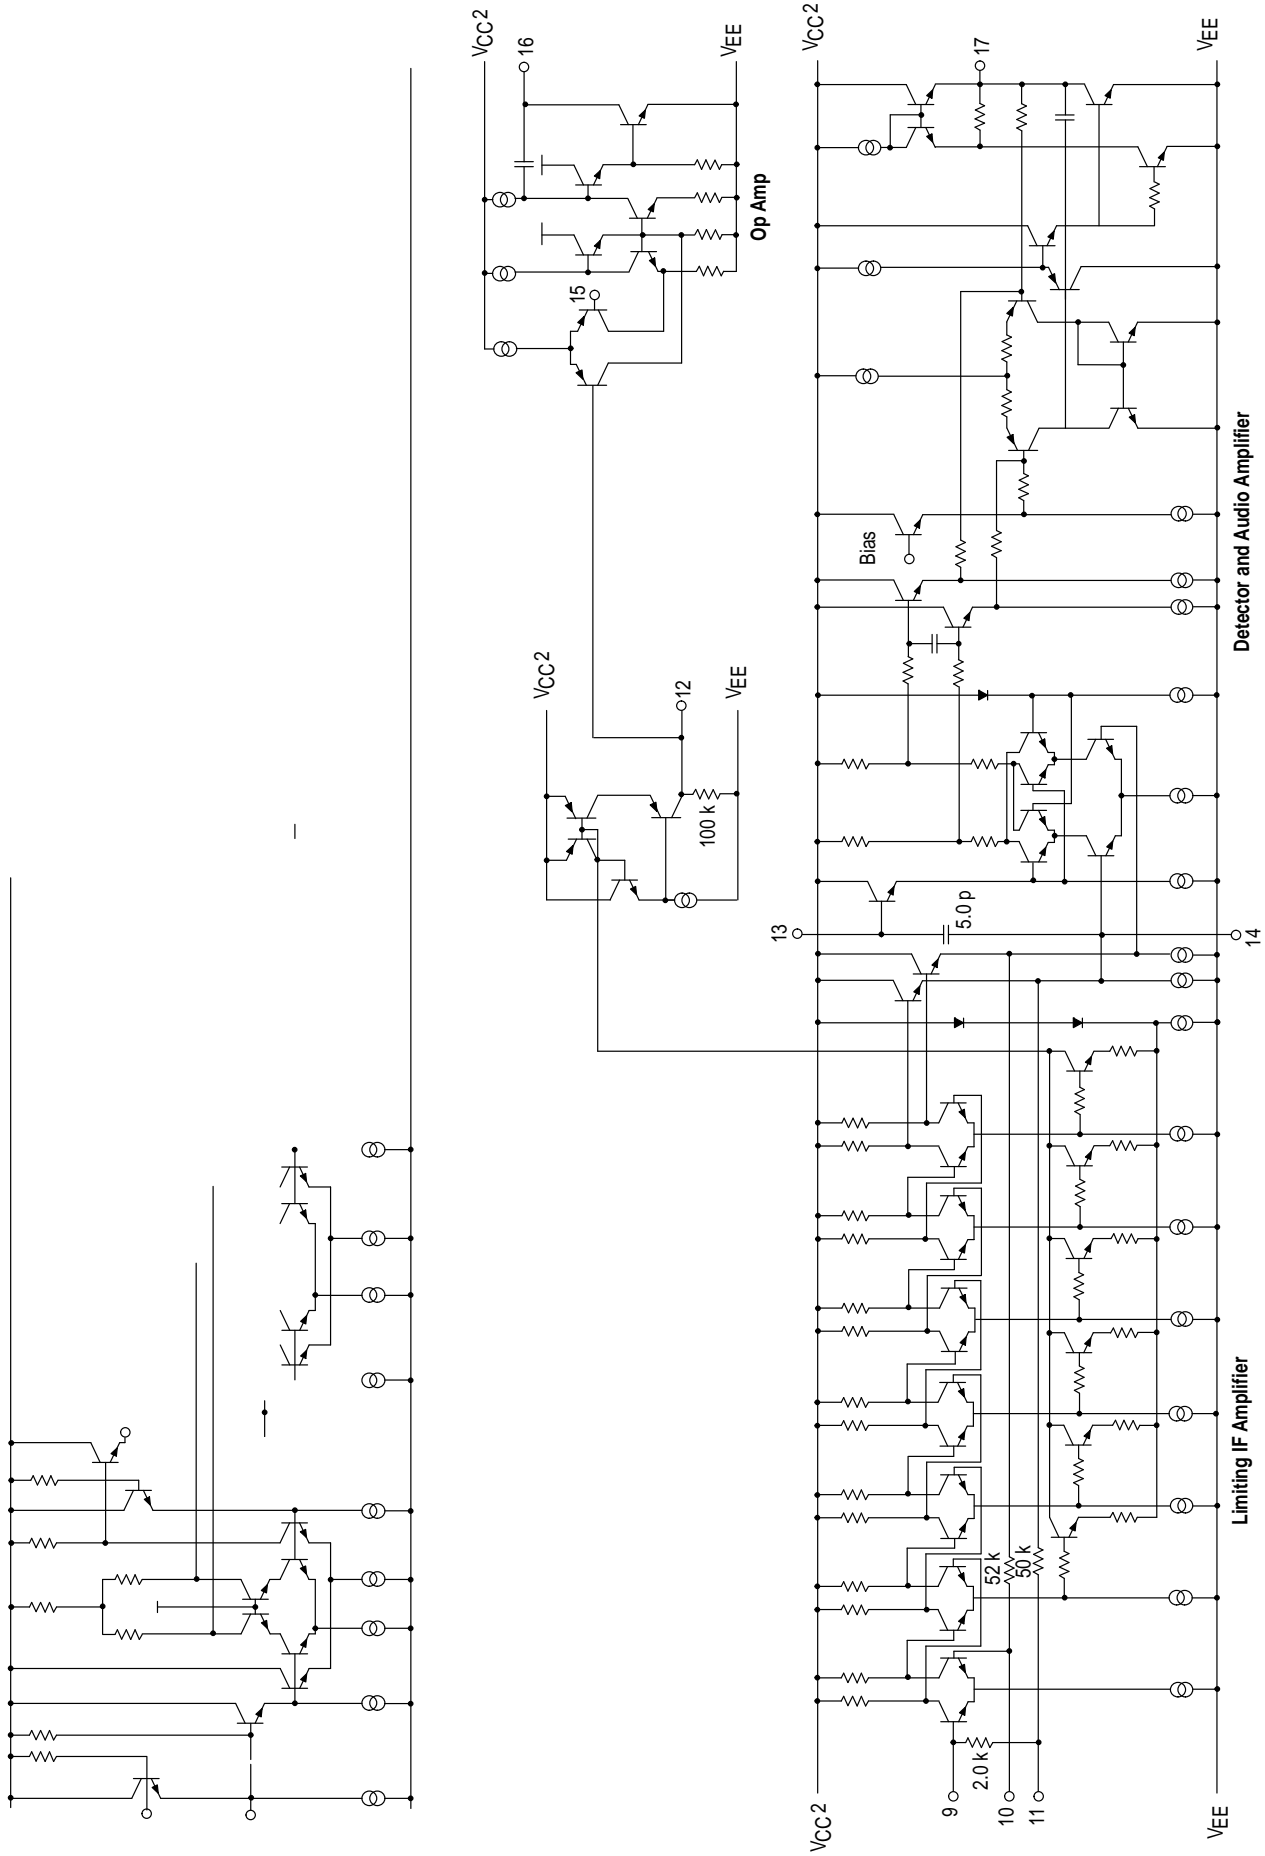 VCC2
16
15
VEE
Op Amp
VCC2
12
100 k
VEE
VCC2
17
Bias
VEE
Detector and Audio Amplifier
13
5.0 p
14
52 k
50 k
Limiting IF Amplifier
VCC2
9
2.0 k
10
11
VEE